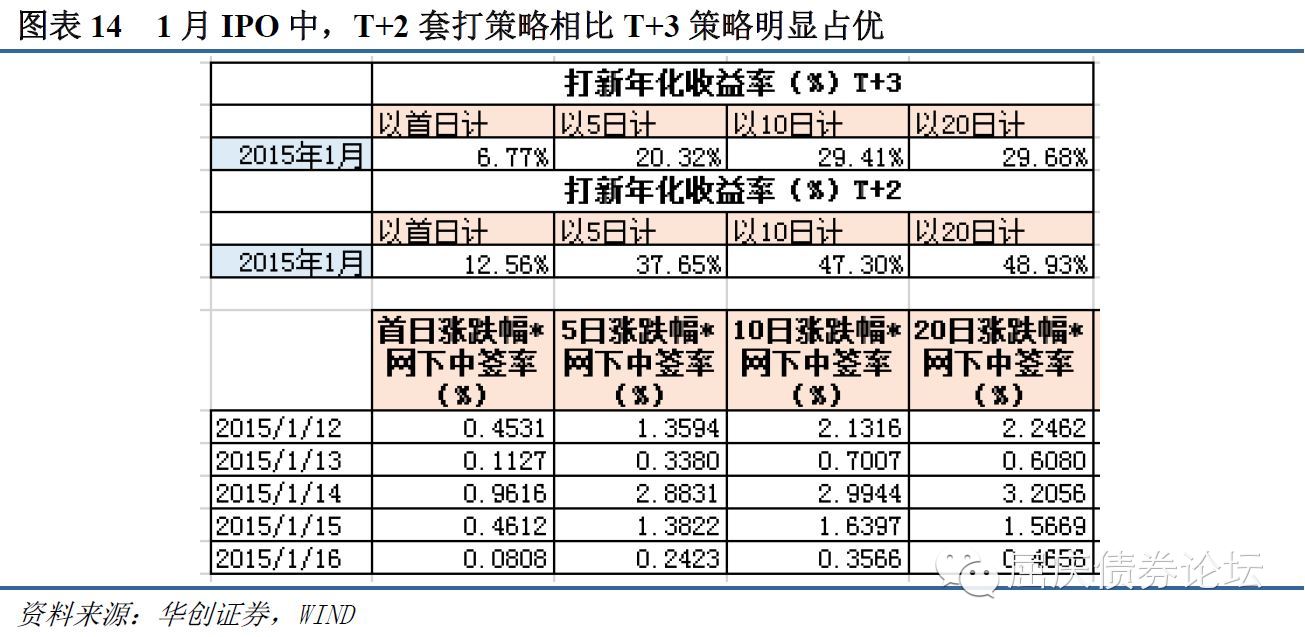 图表 14 1 月 IPO 中，T+2 套打策略相比 T+3 策略明显占优
打新年化收益率（%）T+3
以首日计 以5日计 以10日计 以20日计
2015年1月 6.77% 20.32% 29.41% 29.68%
打新年化收益率（%）T+2
以首日计 以5日计 以10日计 以20日计
2015年1月 12.56% 37.65% 47.30% 48.93%
首日涨跌幅* 5日涨跌幅* 10日涨跌幅* 20日涨跌幅*
网下中签率 网下中签率 网下中签率 网下中签率
（%） （%） （%） （%）
2015/1/12 0.4531 1.3594 2.1316 2.2462
2015/1/13 0.1127 0.3380 0.7007 0.6080
2015/1/14 0.9616 2.8831 2.9944 3.2056
2015/1/15 0.4612 1.3822 1.6397 1.5669
2015/1/16 0.0808 0.2423 0.3566 0.4656
屈庆债券论坛
资料来源：华创证券，WIND